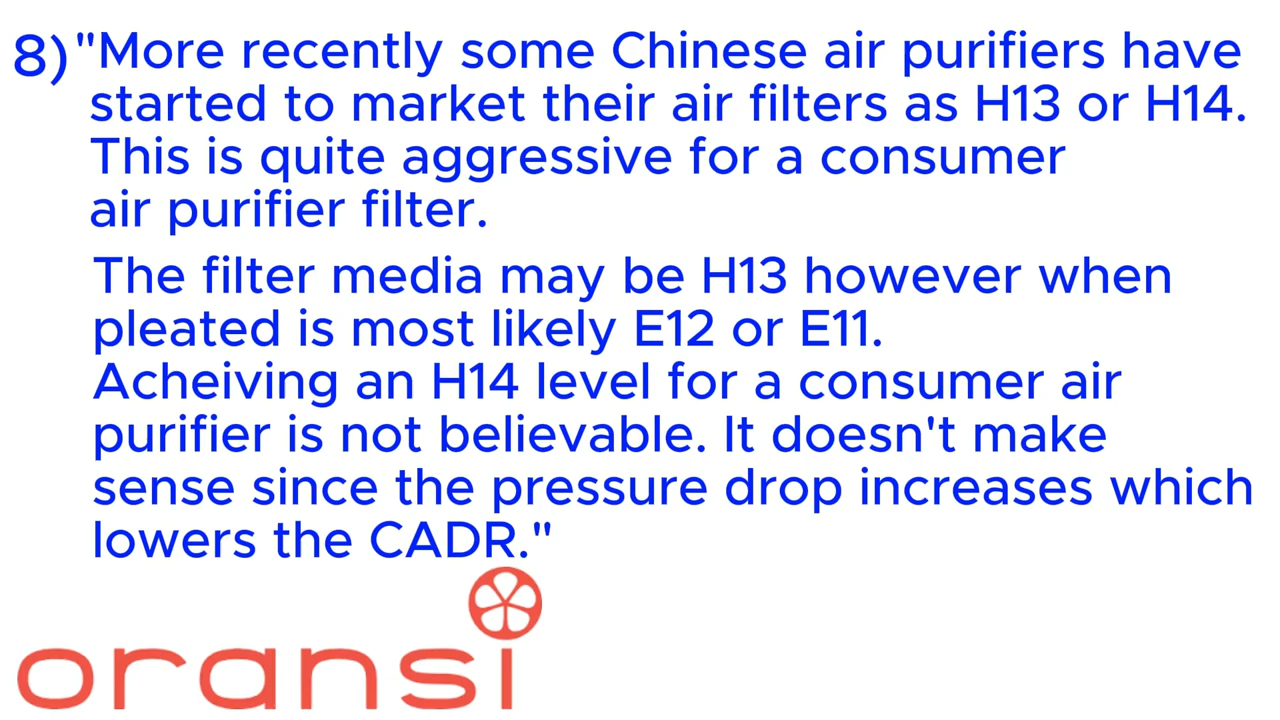 8) "More recently some Chinese air purifiers have
started to market their air filters as H13 or H14.
This is quite aggressive for a consumer
air purifier filter.
The filter media may be H13 however when
pleated is most likely E12 or E11.
Acheiving an H14 level for a consumer air
purifier is not believable. It doesn't make
sense since the pressure drop increases which
lowers the CADR."
oransi